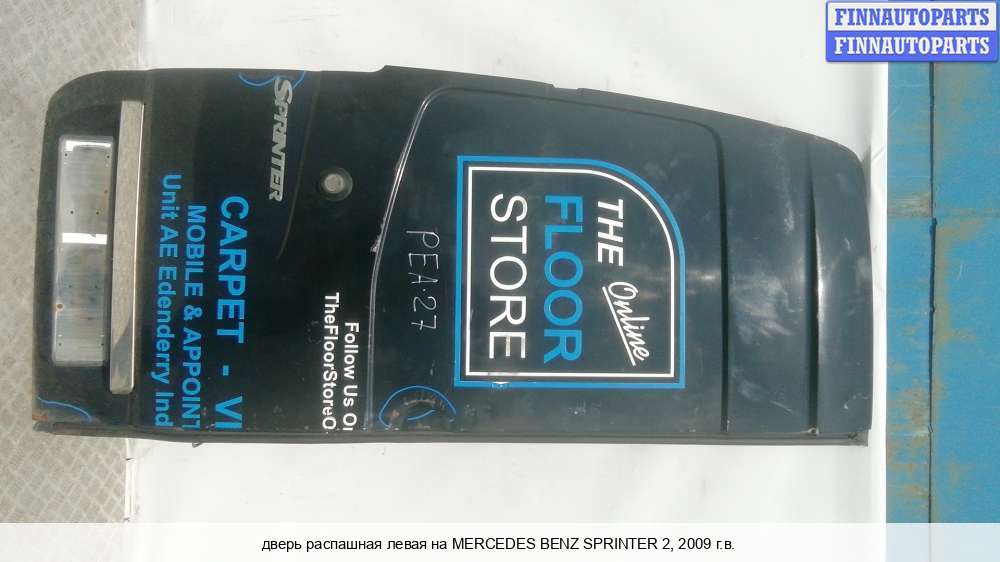 FINNAUTOPARTS
FINNAUTOPARTS
SPRINTER
THE Online
FLOOR
STORE
PEA-27
Follow Us On
TheFloorStoreO
CARPET - VI
MOBILE & APPOINT
Unit AE Edenderry Ind
дверь распашная левая на MERCEDES BENZ SPRINTER 2, 2009 г.в.